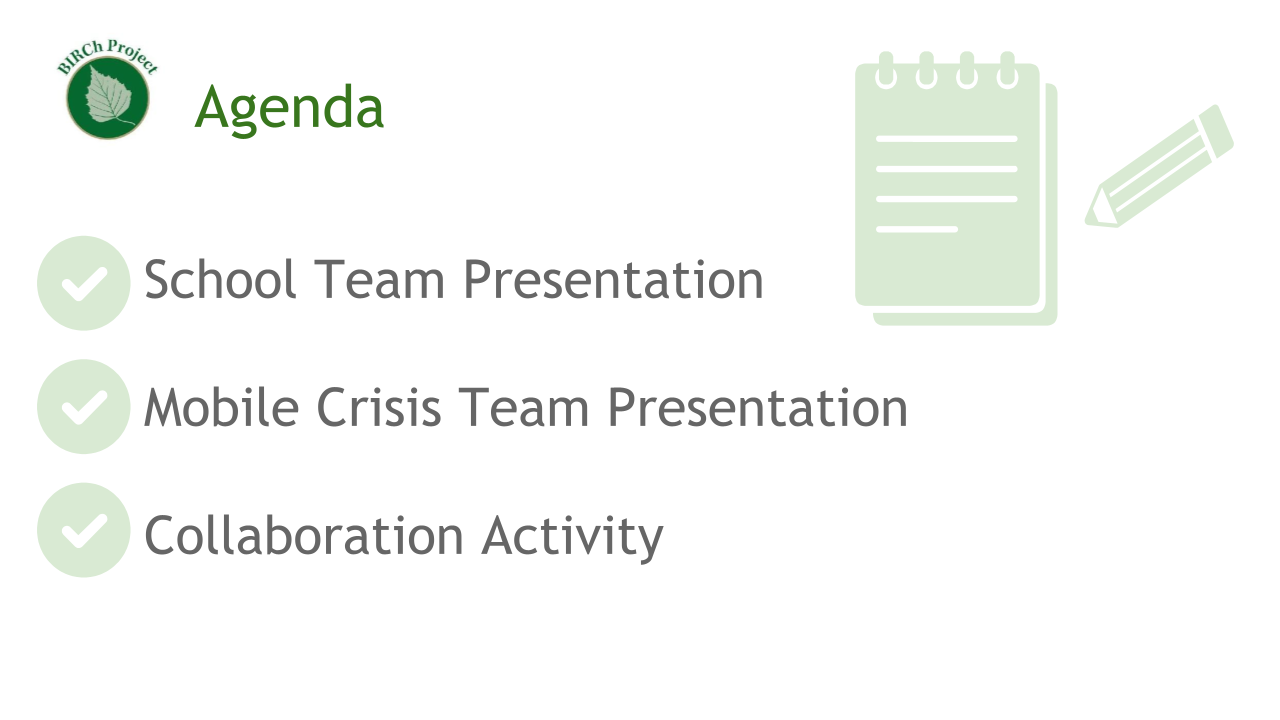 BIRCh Project
Agenda
School Team Presentation
Mobile Crisis Team Presentation
Collaboration Activity